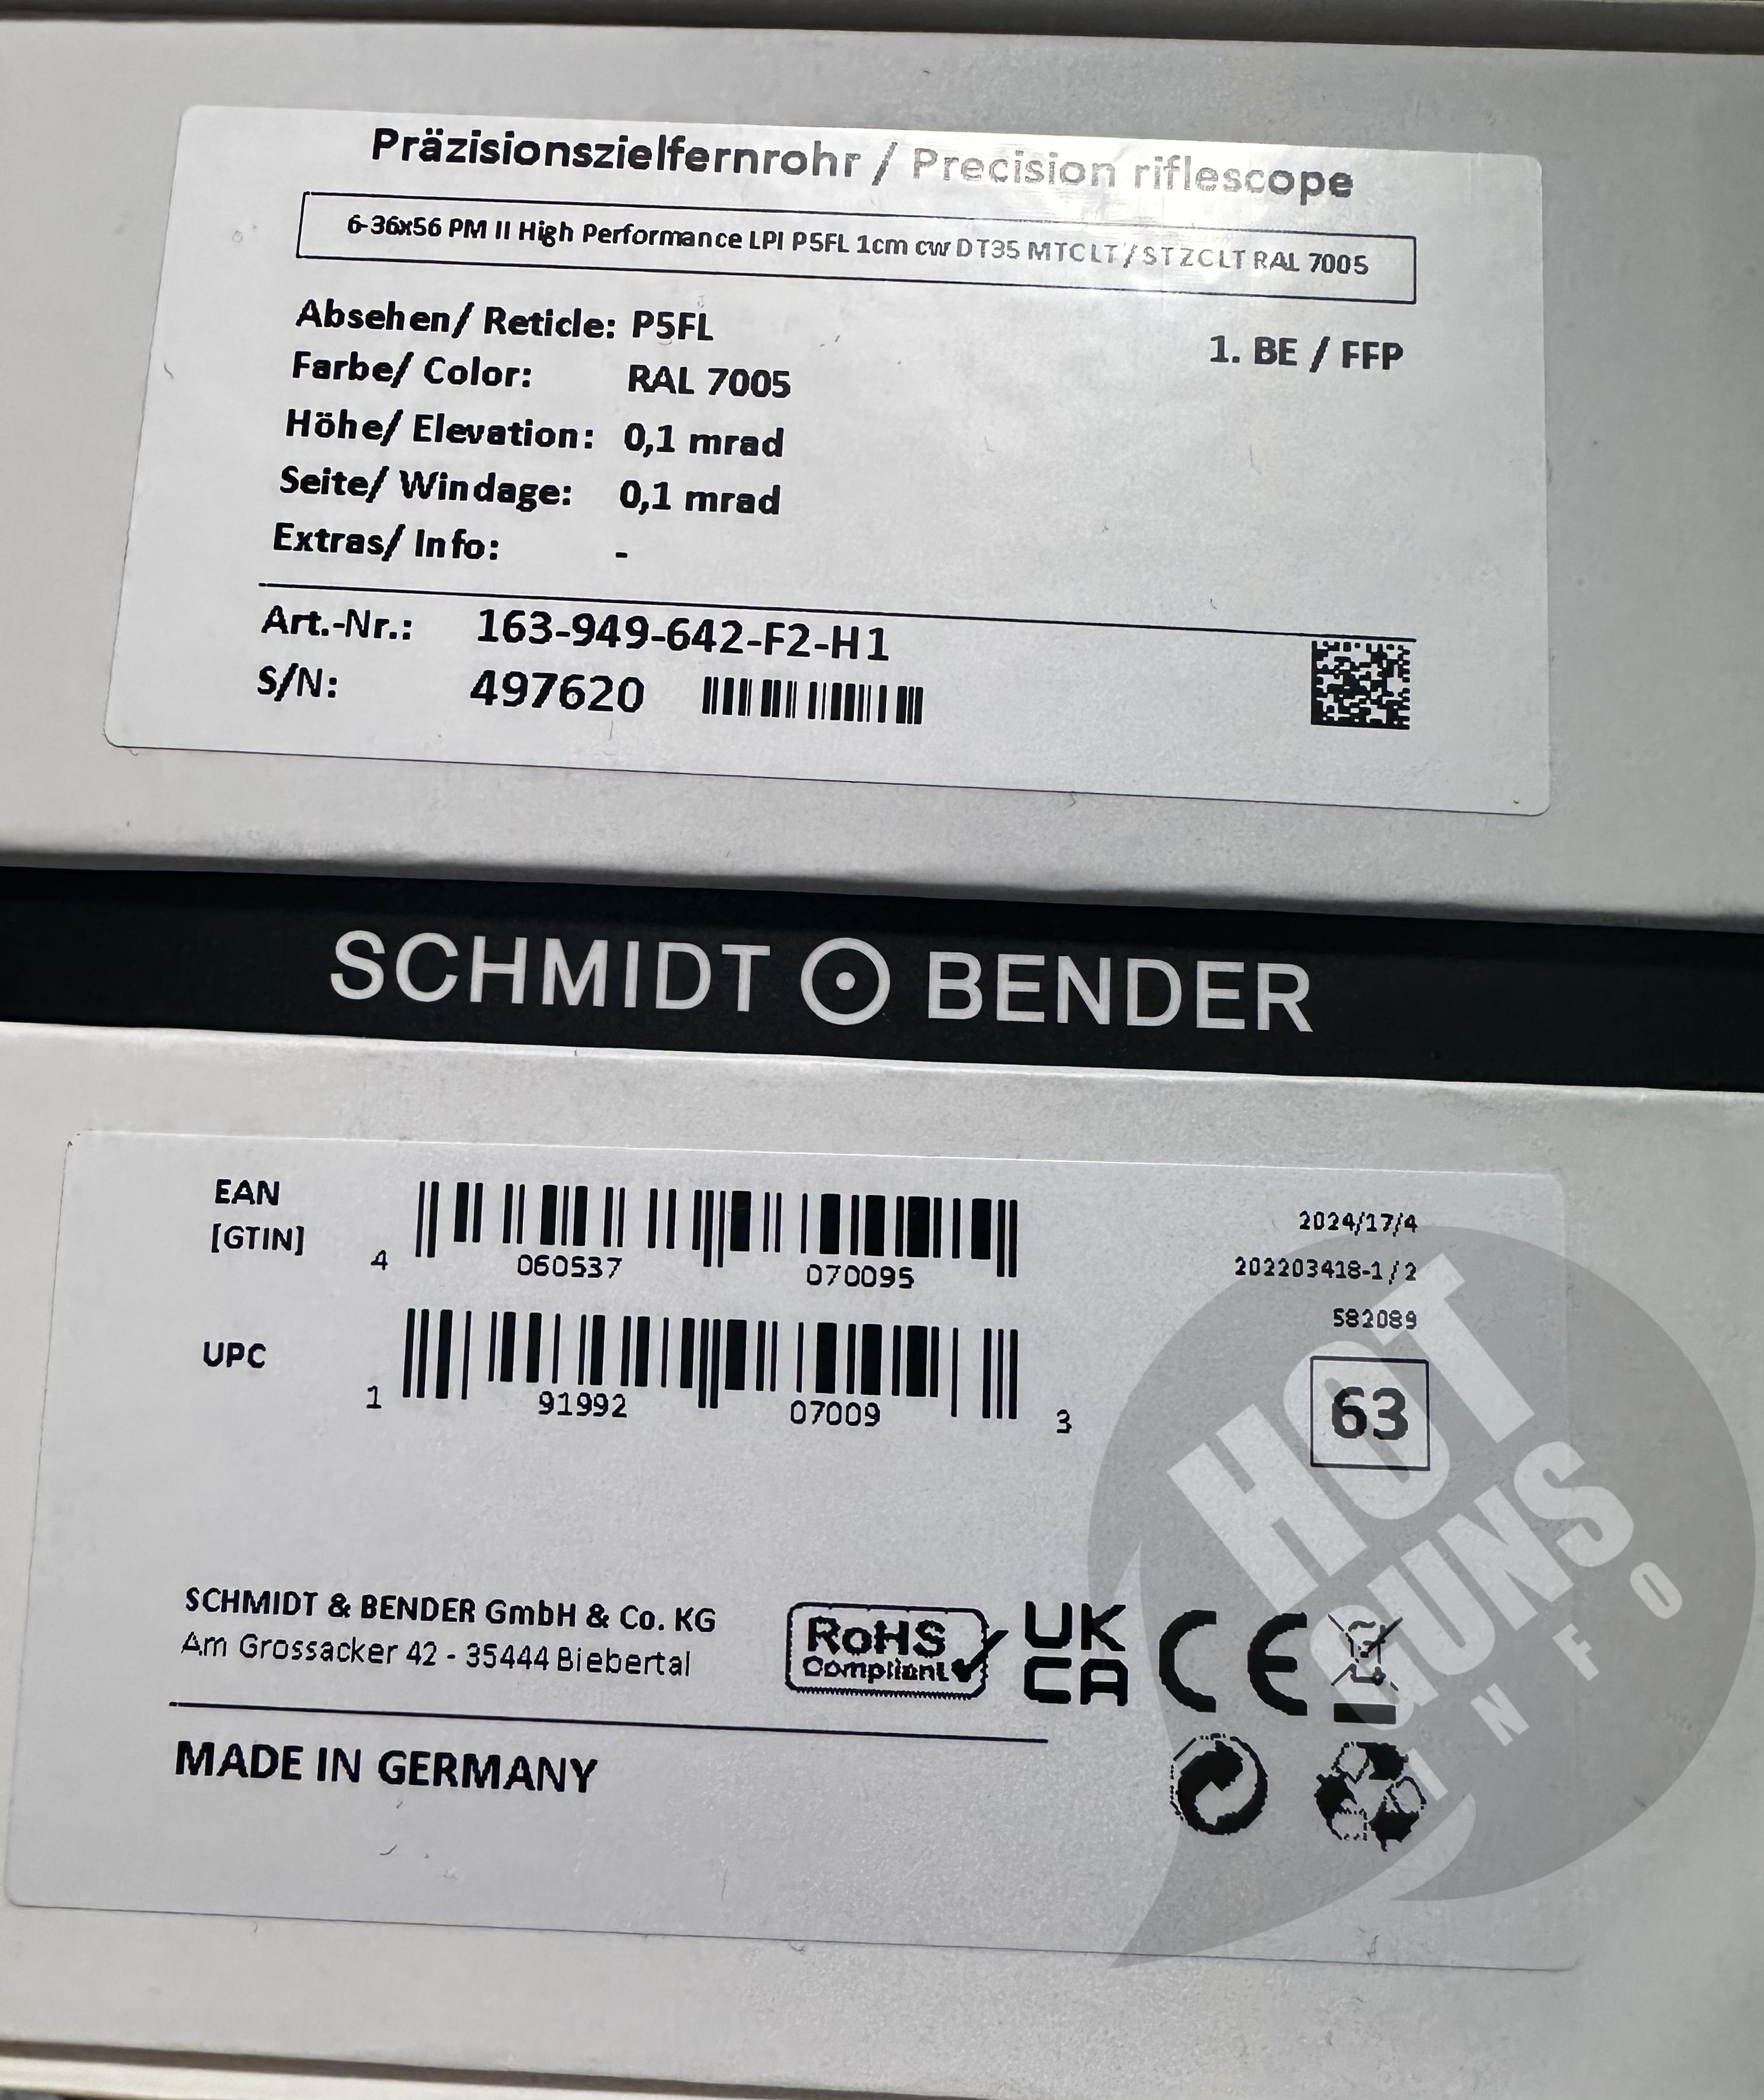 Präzisionszielfernrohr / Precision riflescope
6-36x56 PM II High Performance LPI P5FL 1cm cw DT35 MTC LT / ST ZC LT RAL 7005
Absehen/ Reticle: P5FL
1. BE / FFP
Farbe/ Color: RAL 7005
Höhe/ Elevation: 0,1 mrad
Seite/ Windage: 0,1 mrad
Extras/ Info: -
Art.-Nr.: 163-949-642-F2-H1
S/N: 497620
SCHMIDT BENDER
EAN
[GTIN]
4 060537 070095
2024/17/4
202203418-1 / 2
582089
UPC
1 91992 07009 3
63
SCHMIDT & BENDER GmbH & Co. KG
Am Grossacker 42 - 35444 Biebertal
RoHS
Compliant
UK
CA
CE
MADE IN GERMANY
HOT
GUNS
INFO